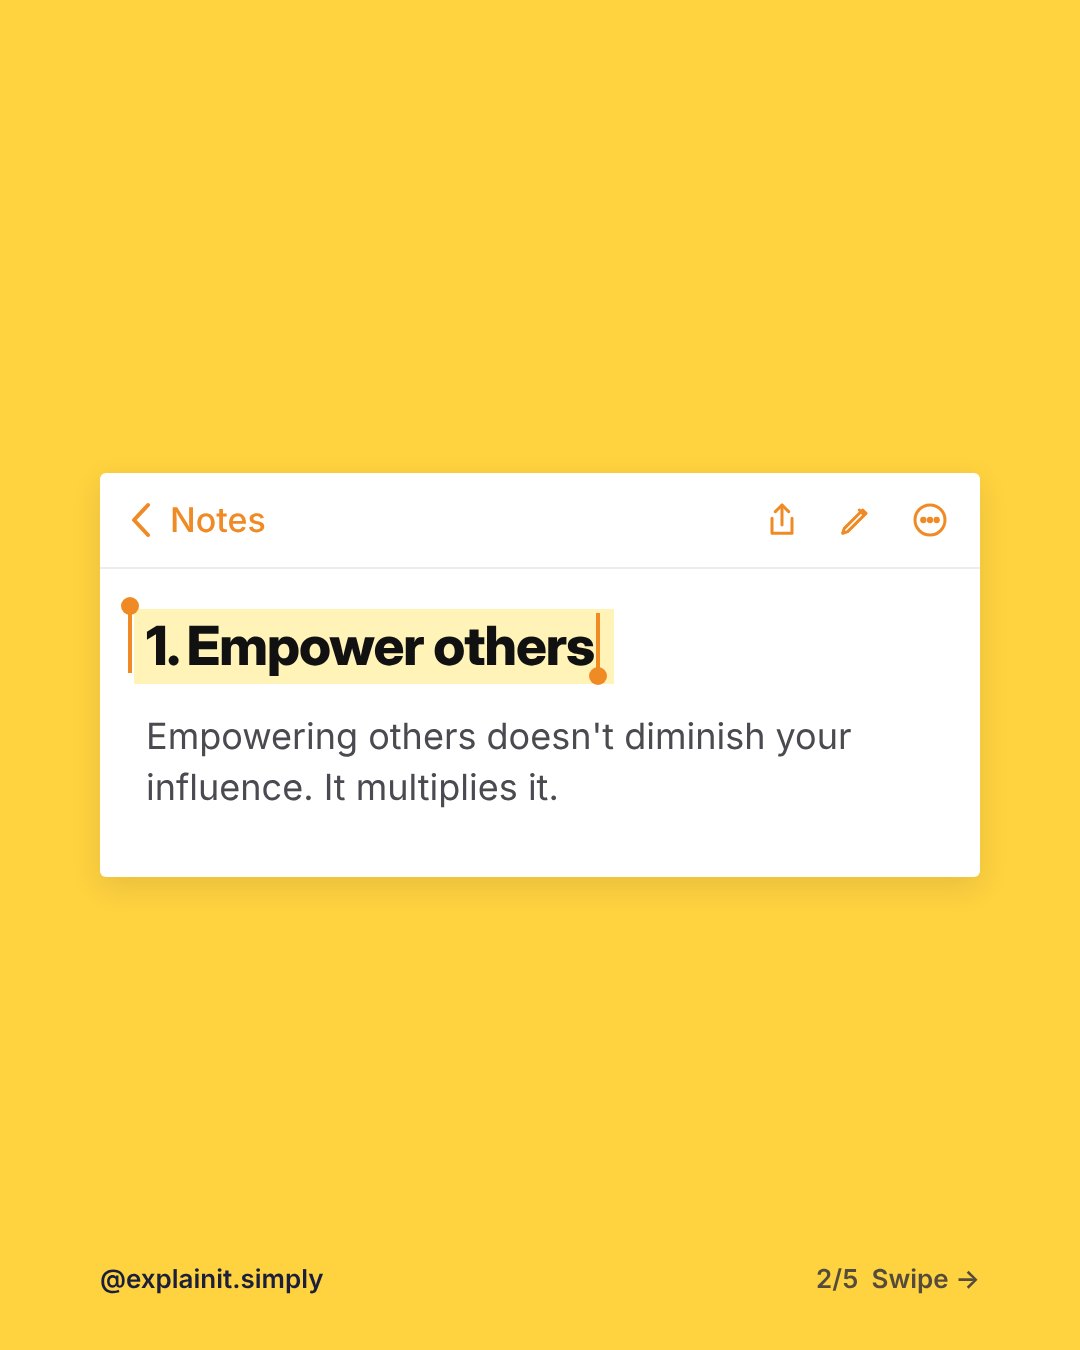 Notes
1. Empower others
Empowering others doesn't diminish your
influence. It multiplies it.
@explainit.simply
2/5 Swipe →